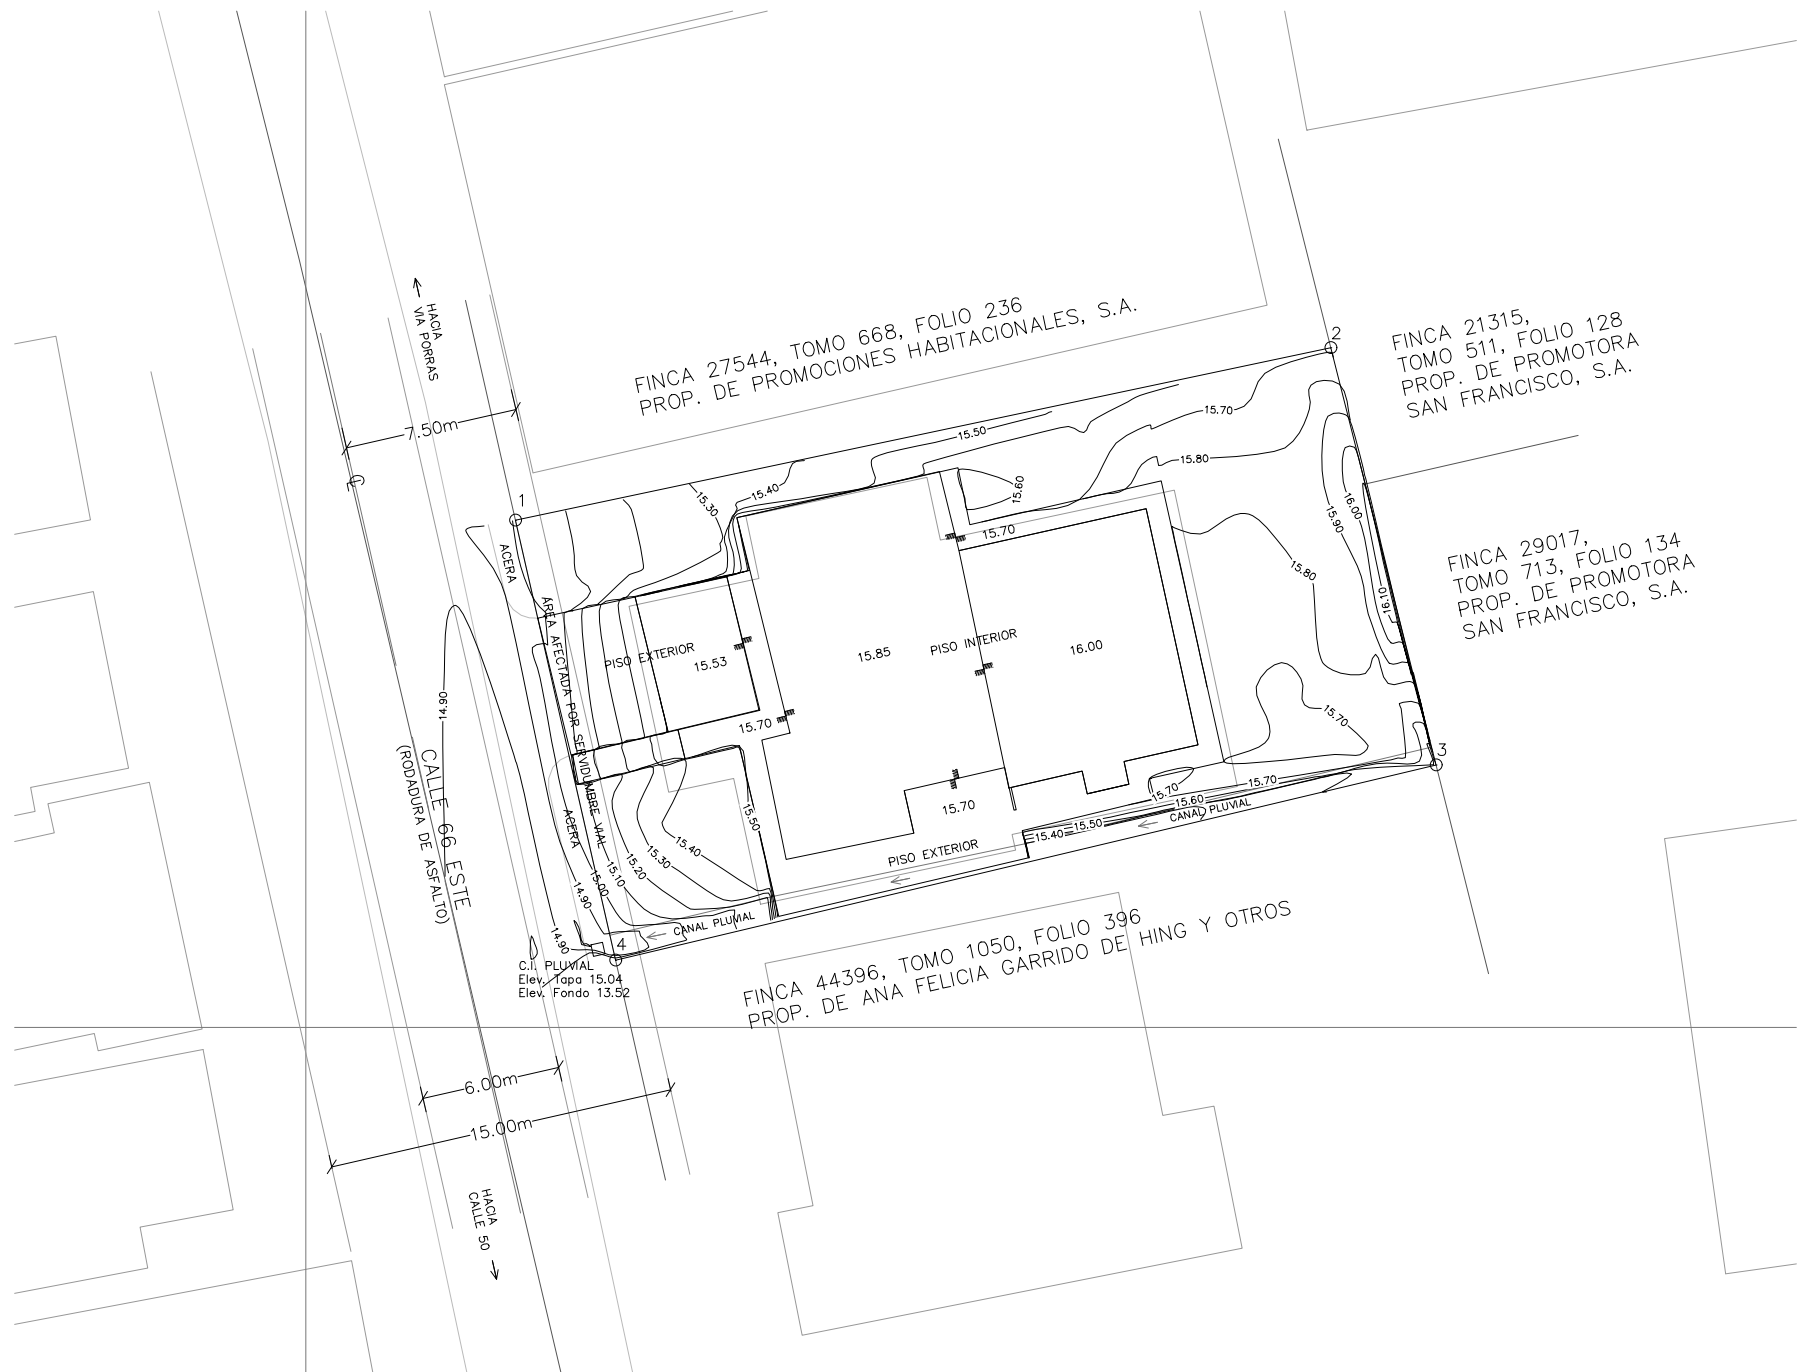 HACIA
VIA PORRAS
FINCA 27544, TOMO 668, FOLIO 236
PROP. DE PROMOCIONES HABITACIONALES, S.A.
2
FINCA 21315,
TOMO 511, FOLIO 128
PROP. DE PROMOTORA
SAN FRANCISCO, S.A.
7.50m
15.70
15.50
15.80
1
15.40
15.30
15.60
16.00
15.90
15.70
ACERA
FINCA 29017,
TOMO 713, FOLIO 134
PROP. DE PROMOTORA
SAN FRANCISCO, S.A.
15.80
16.10
AREA AFECTADA POR SERVIDUMBRE VIAL
PISO EXTERIOR
15.53
15.85
PISO INTERIOR
16.00
14.90
15.70
15.70
3
CALLE 66 ESTE
(RODADURA DE ASFALTO)
15.70
15.70
15.60
CANAL PLUVIAL
15.50
15.70
ACERA
15.40
15.50
15.40
15.30
15.20
15.10
15.00
14.90
PISO EXTERIOR
14.90
4
CANAL PLUVIAL
C.I. PLUVIAL
Elev. Tapa 15.04
Elev. Fondo 13.52
FINCA 44396, TOMO 1050, FOLIO 396
PROP. DE ANA FELICIA GARRIDO DE HING Y OTROS
6.00m
15.00m
HACIA
CALLE 50